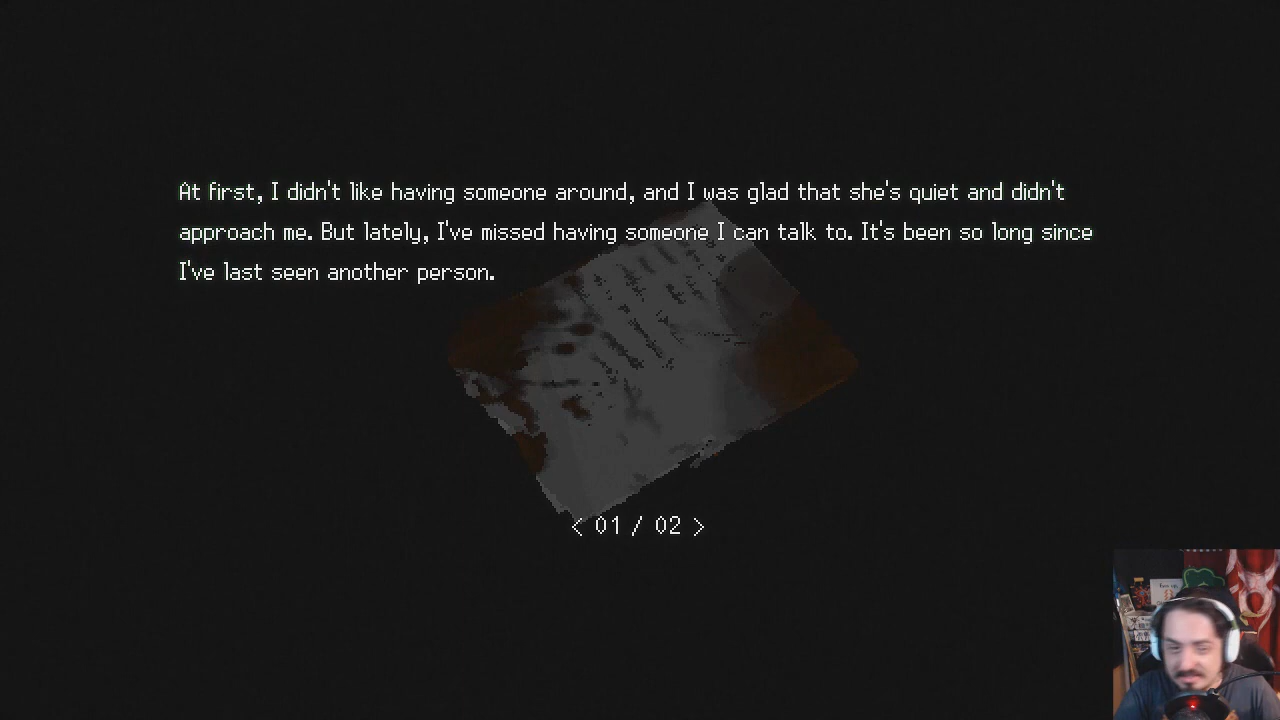 At first, I didn't like having someone around, and I was glad that she's quiet and didn't
approach me. But lately, I've missed having someone I can talk to. It's been so long since
I've last seen another person.
< 01 / 02 >